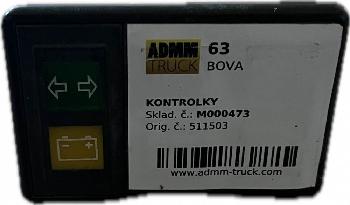 ADMM 63
TRUCK BOVA
KONTROLKY
Sklad. č.: M000473
Orig. č.: 511503
www.admm-truck.com